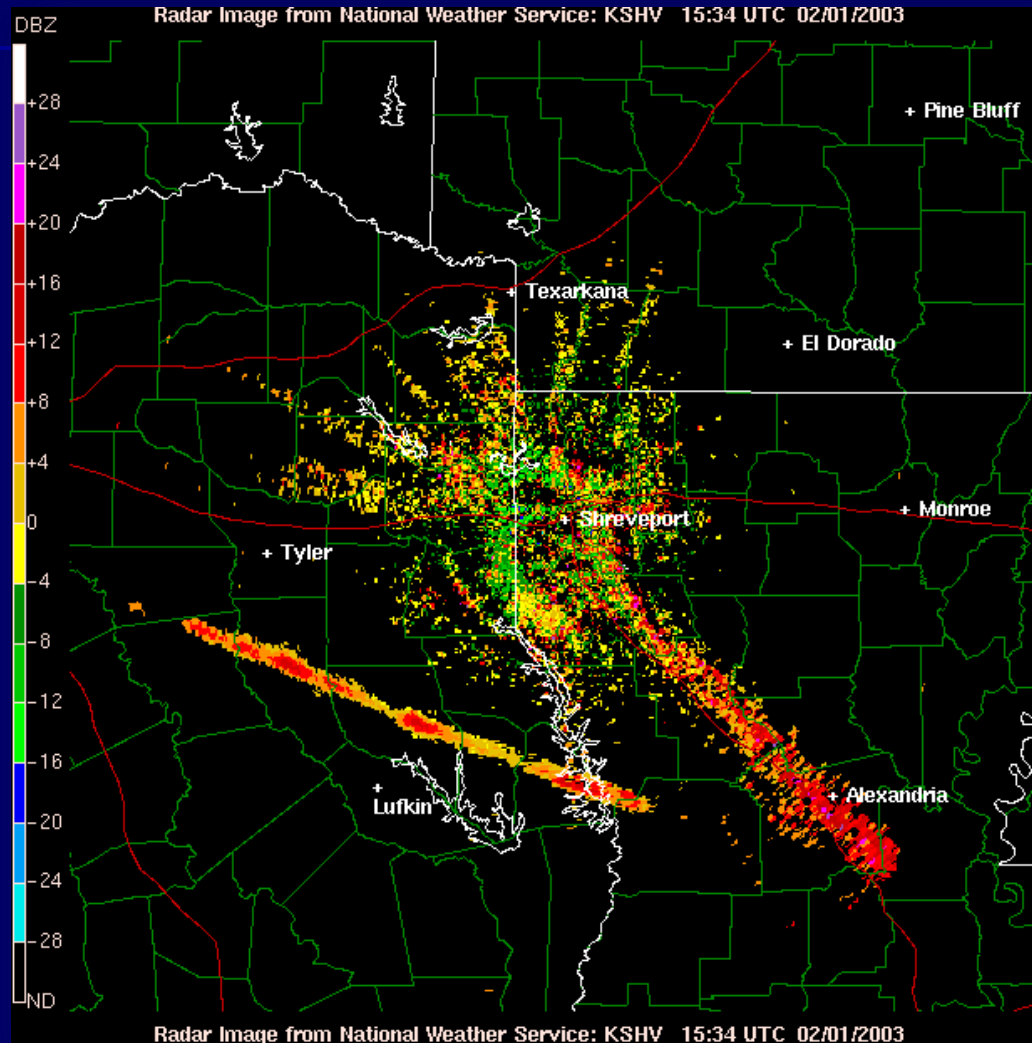 Radar Image from National Weather Service: KSHV 15:34 UTC 02/01/2003
DBZ
+28
+24
+20
+16
+12
+8
+4
0
-4
-8
-12
-16
-20
-24
-28
ND
Pine Bluff
Texarkana
El Dorado
Shreveport
Monroe
Tyler
Lufkin
Alexandria
Radar Image from National Weather Service: KSHV 15:34 UTC 02/01/2003